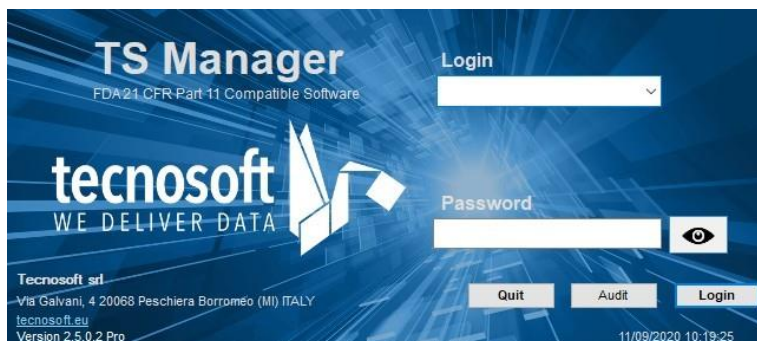 TS Manager
FDA 21 CFR Part 11 Compatible Software
tecnosoft
WE DELIVER DATA
Tecnosoft srl
Via Galvani, 4 20068 Peschiera Borromeo (MI) ITALY
tecnosoft.eu
Version 2.5.0.2 Pro
Login
Password
Quit
Audit
Login
11/09/2020 10:19:25